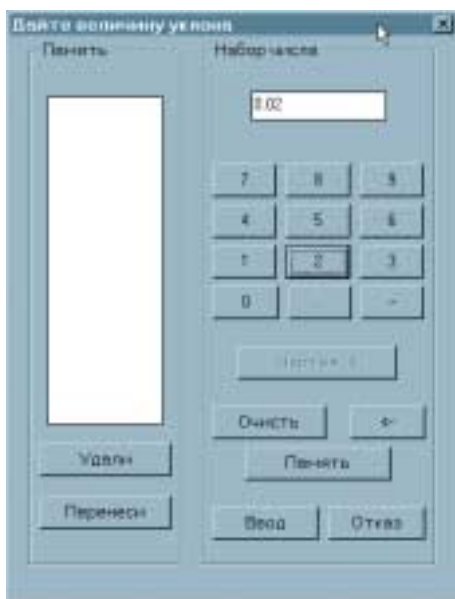 Дайте величину уклона
Память
Набор числа
0.02
7 8 9
4 5 6
1 2 3
0 . -
Очисть ←
Удали
Память
Перенеси
Ввод Отказ